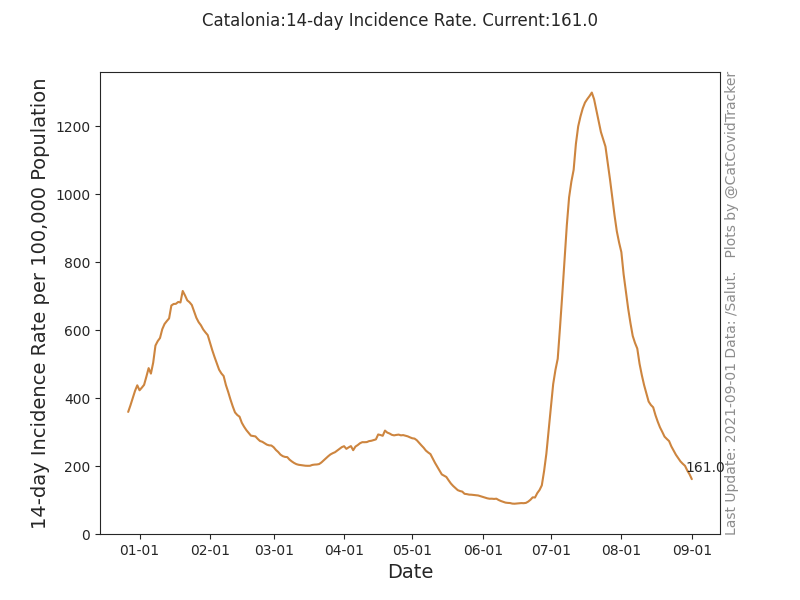 Catalonia:14-day Incidence Rate. Current:161.0
14-day Incidence Rate per 100,000 Population
1200
1000
800
600
400
200
0
161.0
01-01 02-01 03-01 04-01 05-01 06-01 07-01 08-01 09-01
Date
Last Update: 2021-09-01 Data: /Salut. Plots by @CatCovidTracker